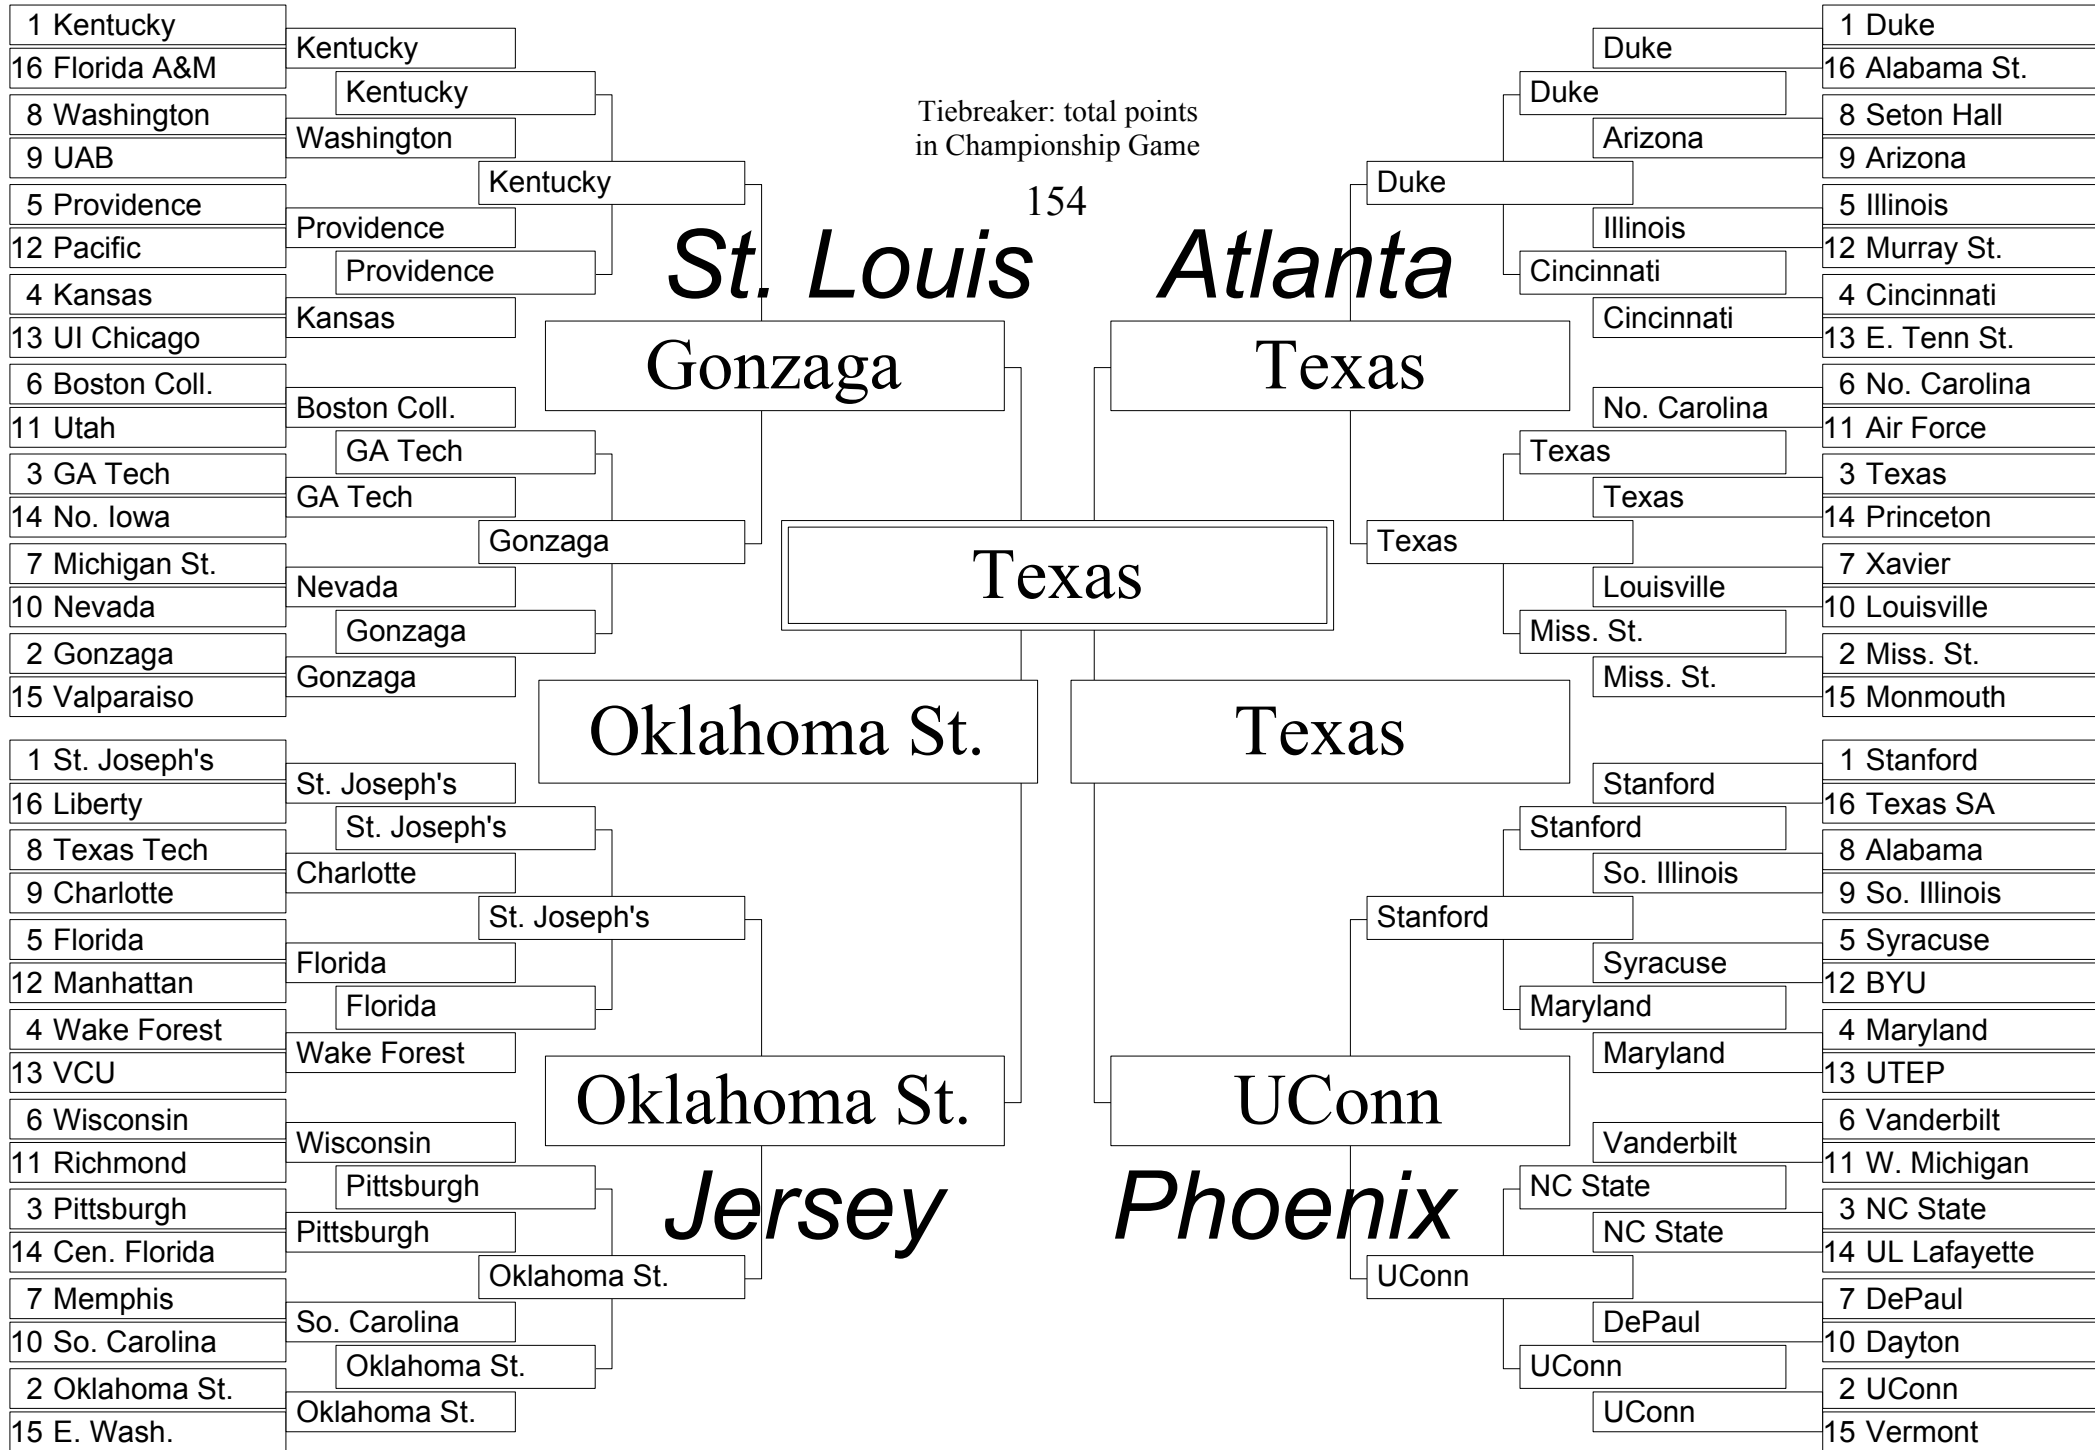 1 Kentucky
16 Florida A&M
8 Washington
9 UAB
5 Providence
12 Pacific
4 Kansas
13 UI Chicago
6 Boston Coll.
11 Utah
3 GA Tech
14 No. Iowa
7 Michigan St.
10 Nevada
2 Gonzaga
15 Valparaiso
1 St. Joseph's
16 Liberty
8 Texas Tech
9 Charlotte
5 Florida
12 Manhattan
4 Wake Forest
13 VCU
6 Wisconsin
11 Richmond
3 Pittsburgh
14 Cen. Florida
7 Memphis
10 So. Carolina
2 Oklahoma St.
15 E. Wash.
Kentucky
Washington
Providence
Kansas
Boston Coll.
GA Tech
Nevada
Gonzaga
St. Joseph's
Charlotte
Florida
Wake Forest
Wisconsin
Pittsburgh
So. Carolina
Oklahoma St.
Kentucky
Providence
GA Tech
Gonzaga
St. Joseph's
Florida
Pittsburgh
Oklahoma St.
Kentucky
Gonzaga
St. Joseph's
Oklahoma St.
Tiebreaker: total points
in Championship Game
154
St. Louis
Atlanta
Gonzaga
Texas
Texas
Oklahoma St.
Texas
Oklahoma St.
UConn
Jersey
Phoenix
Duke
Texas
Stanford
UConn
Duke
Cincinnati
Texas
Miss. St.
Stanford
Maryland
NC State
UConn
Duke
Arizona
Illinois
Cincinnati
No. Carolina
Texas
Louisville
Miss. St.
Stanford
So. Illinois
Syracuse
Maryland
Vanderbilt
NC State
DePaul
UConn
1 Duke
16 Alabama St.
8 Seton Hall
9 Arizona
5 Illinois
12 Murray St.
4 Cincinnati
13 E. Tenn St.
6 No. Carolina
11 Air Force
3 Texas
14 Princeton
7 Xavier
10 Louisville
2 Miss. St.
15 Monmouth
1 Stanford
16 Texas SA
8 Alabama
9 So. Illinois
5 Syracuse
12 BYU
4 Maryland
13 UTEP
6 Vanderbilt
11 W. Michigan
3 NC State
14 UL Lafayette
7 DePaul
10 Dayton
2 UConn
15 Vermont